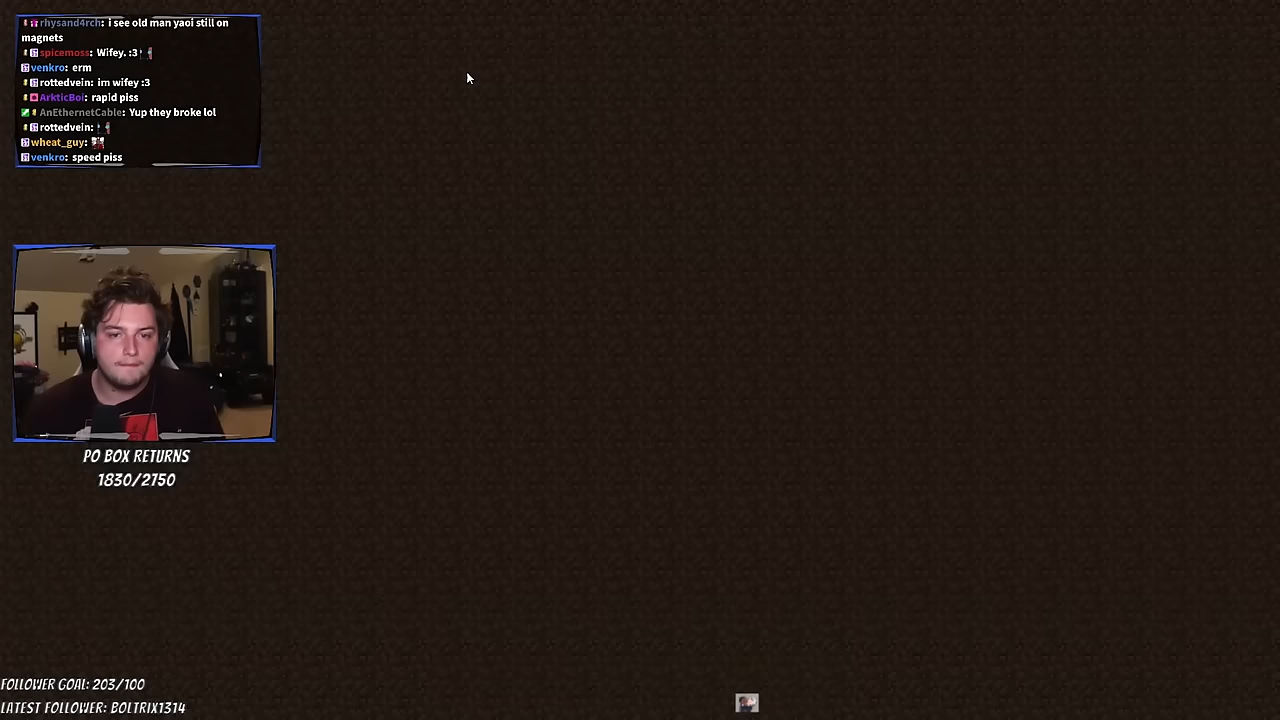 rhysand4rch: i see old man yaoi still on
magnets
spicemoss: Wifey. :3
venkro: erm
rottedvein: im wifey :3
ArkticBoi: rapid piss
AnEthernetCable: Yup they broke lol
rottedvein:
wheat_guy:
venkro: speed piss
PO BOX RETURNS
1830/2750
FOLLOWER GOAL: 203/100
LATEST FOLLOWER: BOLTRIX1314